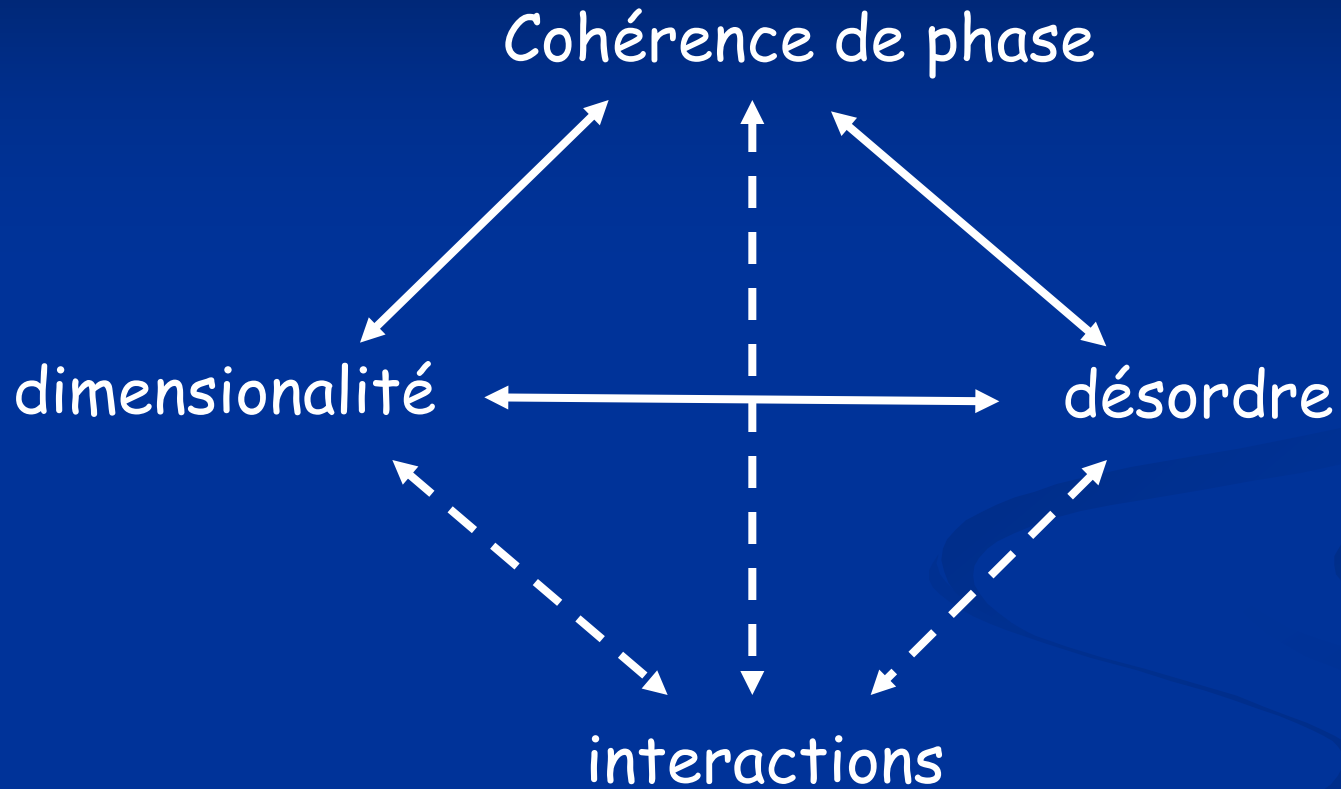 Cohérence de phase
dimensionalité
désordre
interactions